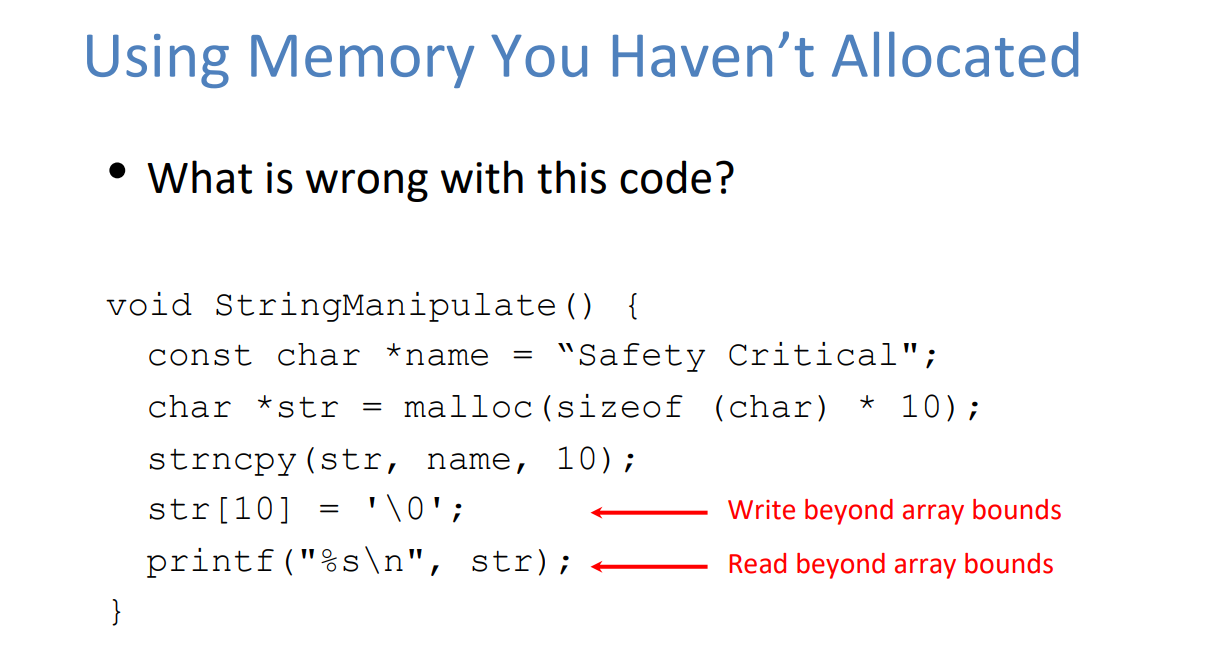 Using Memory You Haven’t Allocated
• What is wrong with this code?
void StringManipulate() {
const char *name = “Safety Critical";
char *str = malloc(sizeof (char) * 10);
strncpy(str, name, 10);
str[10] = '\0'; Write beyond array bounds
printf("%s\n", str); Read beyond array bounds
}